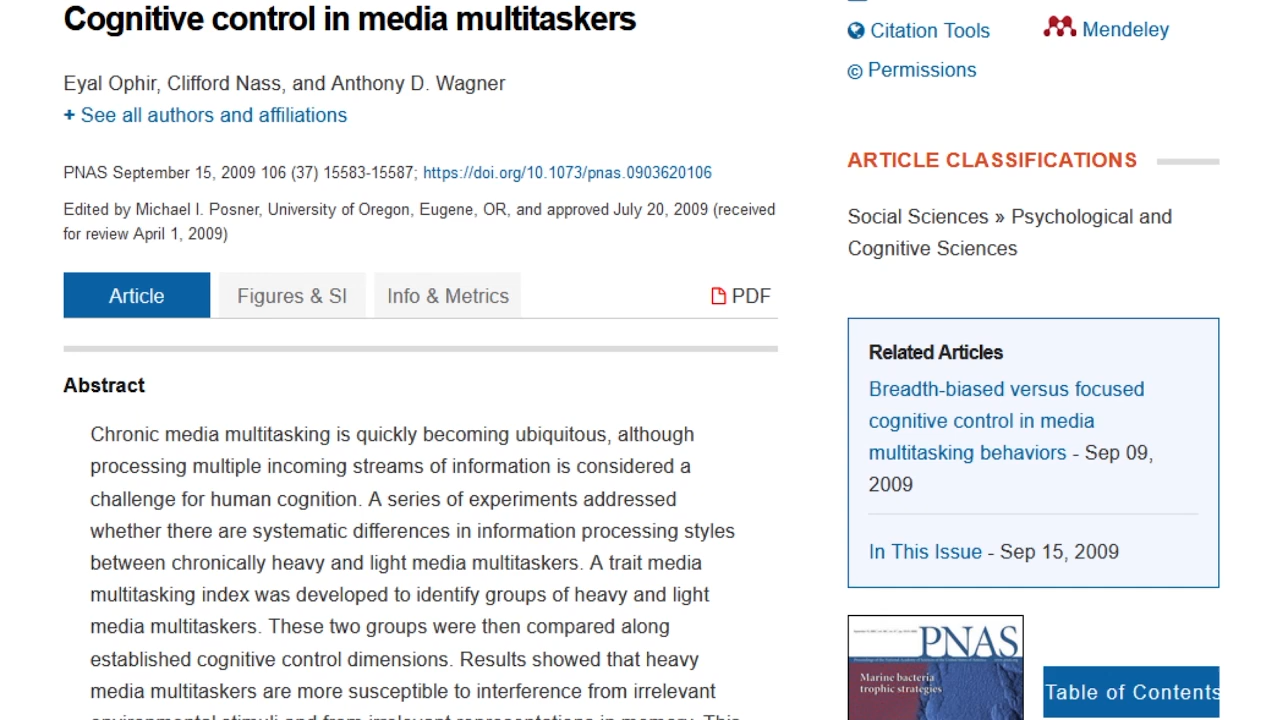 Cognitive control in media multitaskers
Eyal Ophir, Clifford Nass, and Anthony D. Wagner
+ See all authors and affiliations
PNAS September 15, 2009 106 (37) 15583-15587; https://doi.org/10.1073/pnas.0903620106
Edited by Michael I. Posner, University of Oregon, Eugene, OR, and approved July 20, 2009 (received
for review April 1, 2009)
Article Figures & SI Info & Metrics PDF
Abstract
Chronic media multitasking is quickly becoming ubiquitous, although
processing multiple incoming streams of information is considered a
challenge for human cognition. A series of experiments addressed
whether there are systematic differences in information processing styles
between chronically heavy and light media multitaskers. A trait media
multitasking index was developed to identify groups of heavy and light
media multitaskers. These two groups were then compared along
established cognitive control dimensions. Results showed that heavy
media multitaskers are more susceptible to interference from irrelevant
environmental stimuli and from irrelevant representations in memory. This
Citation Tools
Mendeley
© Permissions
ARTICLE CLASSIFICATIONS
Social Sciences » Psychological and
Cognitive Sciences
Related Articles
Breadth-biased versus focused
cognitive control in media
multitasking behaviors - Sep 09,
2009
In This Issue - Sep 15, 2009
PNAS
Marine bacteria
trophic strategies
Table of Contents